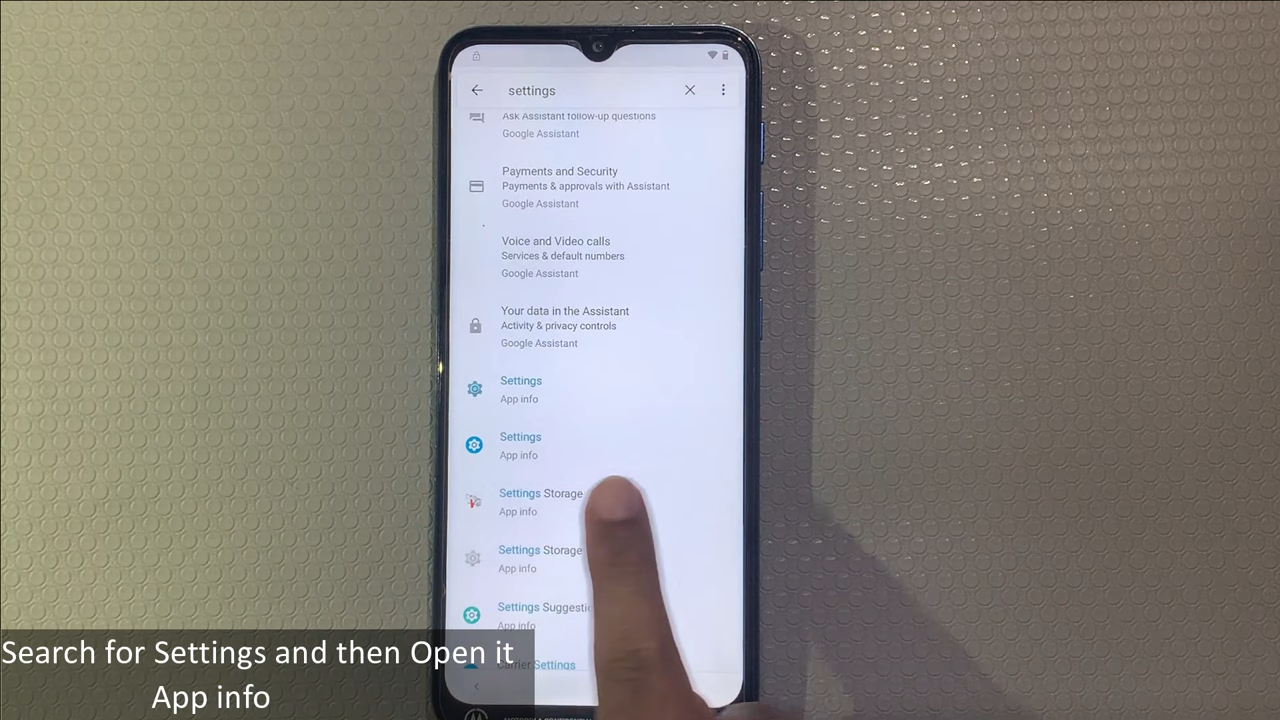 settings
Ask Assistant follow-up questions
Google Assistant
Payments and Security
Payments & approvals with Assistant
Google Assistant
Voice and Video calls
Services & default numbers
Google Assistant
Your data in the Assistant
Activity & privacy controls
Google Assistant
Settings
App info
Settings
App info
Settings Storage
App info
Settings Storage
App info
Settings
App info
Carrier Settings
Search for Settings and then Open it
App info